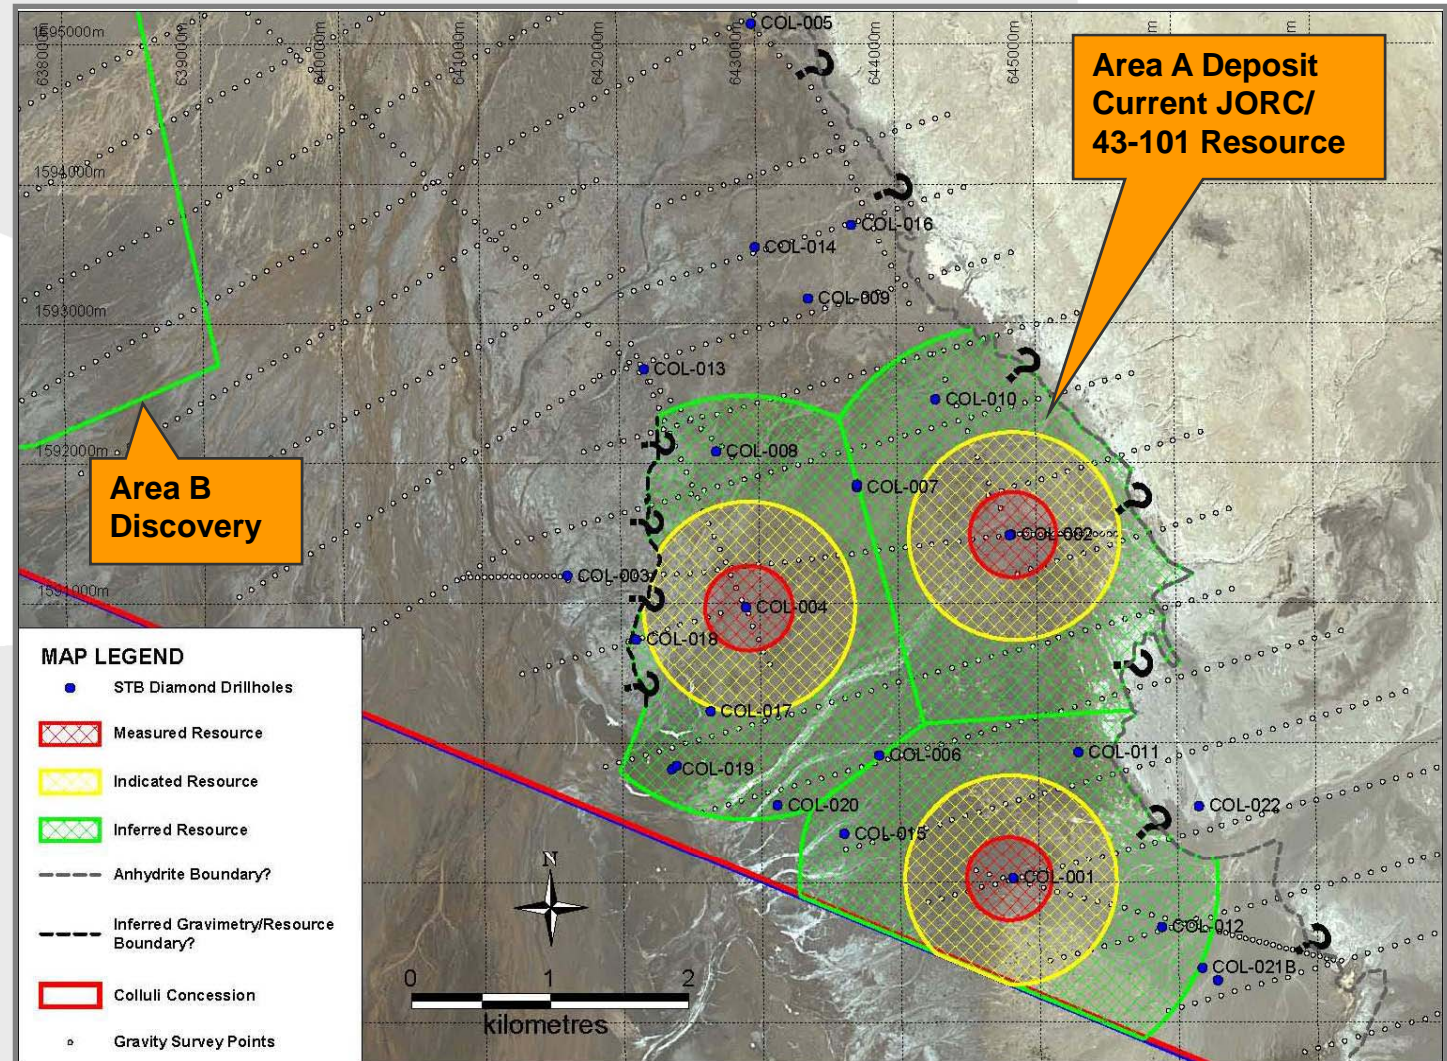 COL-005
1595000m
638000m
639000m
640000m
641000m
642000m
643000m
644000m
645000m
Area A Deposit
Current JORC/
43-101 Resource
?
1594000m
?
COL-016
COL-014
COL-009
1593000m
?
COL-013
COL-010
?
COL-008
1592000m
Area B
Discovery
COL-007
?
?
COL-002
COL-003
1591000m
?
COL-004
COL-018
?
?
COL-017
COL-006
COL-011
COL-019
COL-020
COL-022
?
COL-015
COL-001
COL-012
?
COL-021B
N
0 1 2
kilometres
MAP LEGEND
STB Diamond Drillholes
Measured Resource
Indicated Resource
Inferred Resource
Anhydrite Boundary?
Inferred Gravimetry/Resource
Boundary?
Colluli Concession
Gravity Survey Points